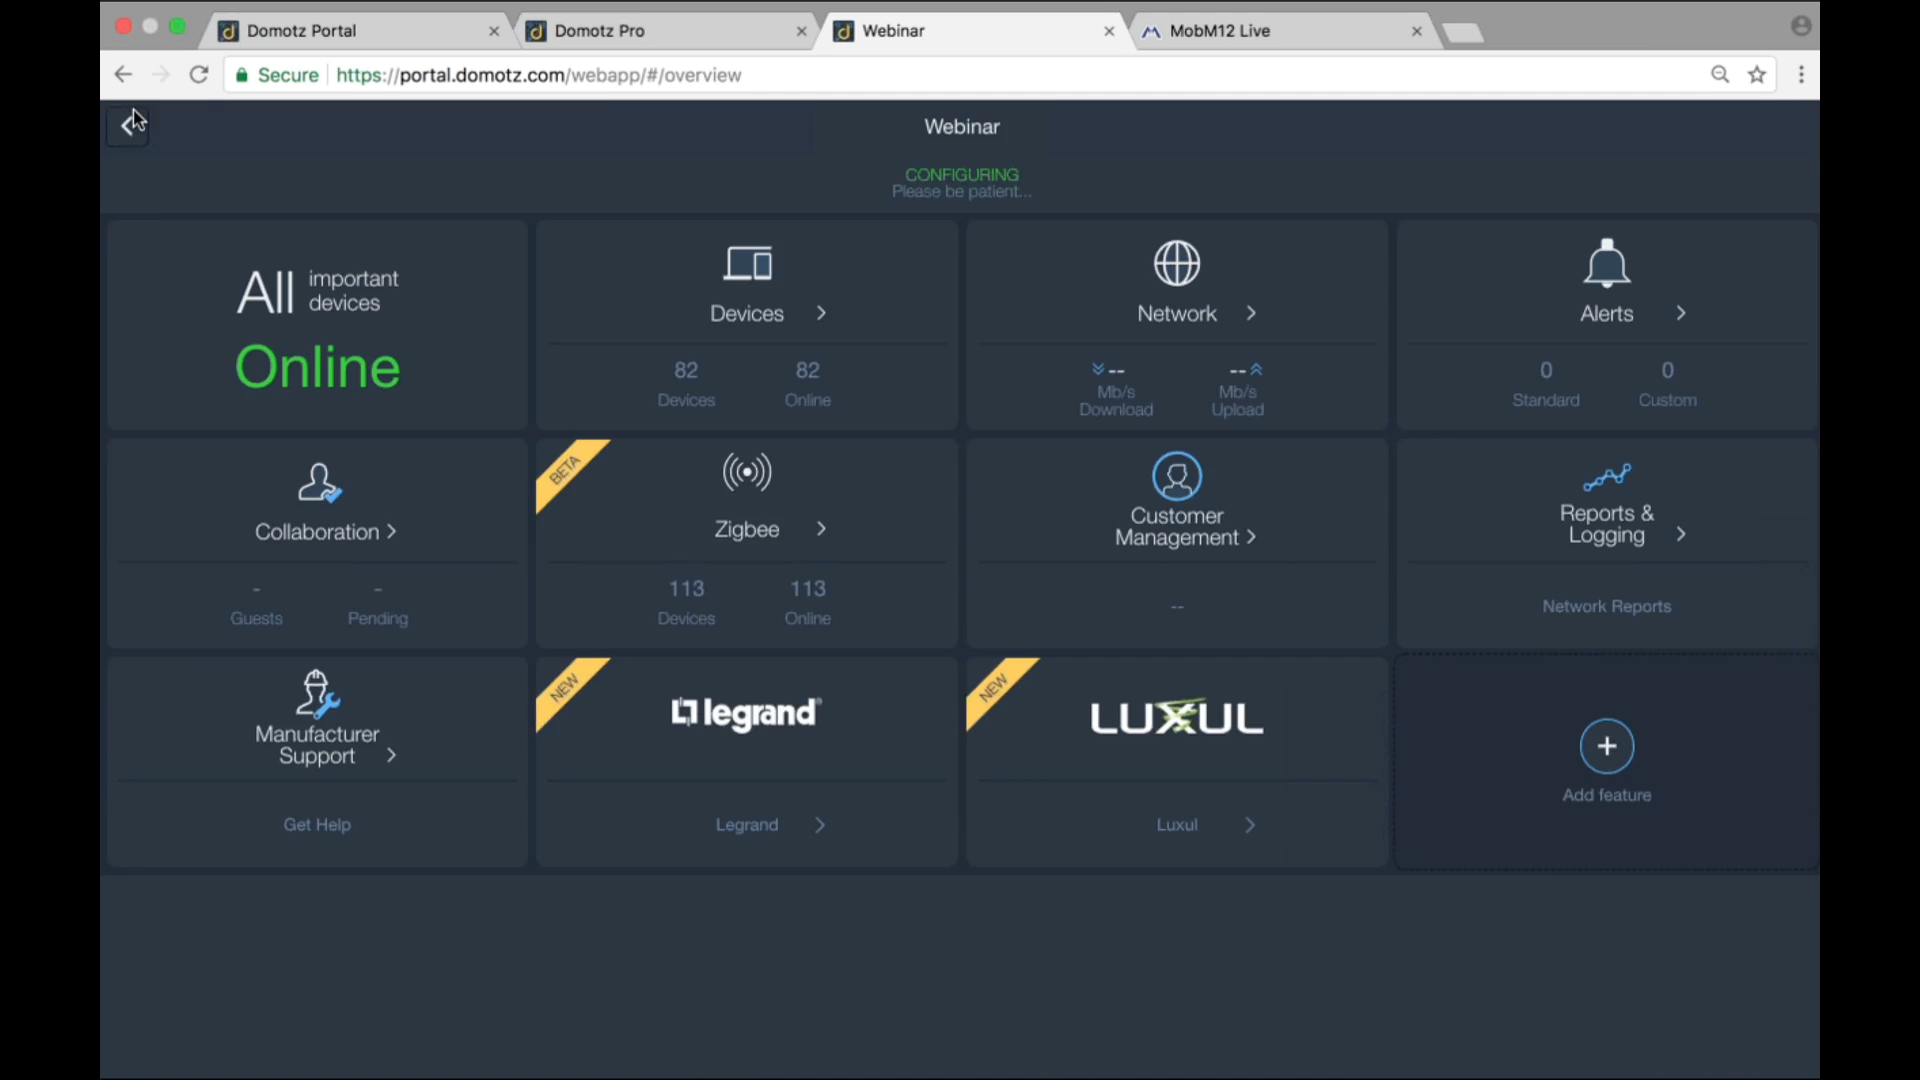 Domotz Portal
Domotz Pro
Webinar
MobM12 Live
Secure
https://portal.domotz.com/webapp/#/overview
Webinar
CONFIGURING
Please be patient...
All important devices
Online
Devices
82 Devices
82 Online
Network
-- Mb/s Download
-- Mb/s Upload
Alerts
0 Standard
0 Custom
Collaboration
- Guests
- Pending
BETA
Zigbee
113 Devices
113 Online
Customer
Management
--
Reports &
Logging
Network Reports
Manufacturer
Support
Get Help
NEW
legrand®
Legrand
NEW
LUXUL
Luxul
+
Add feature